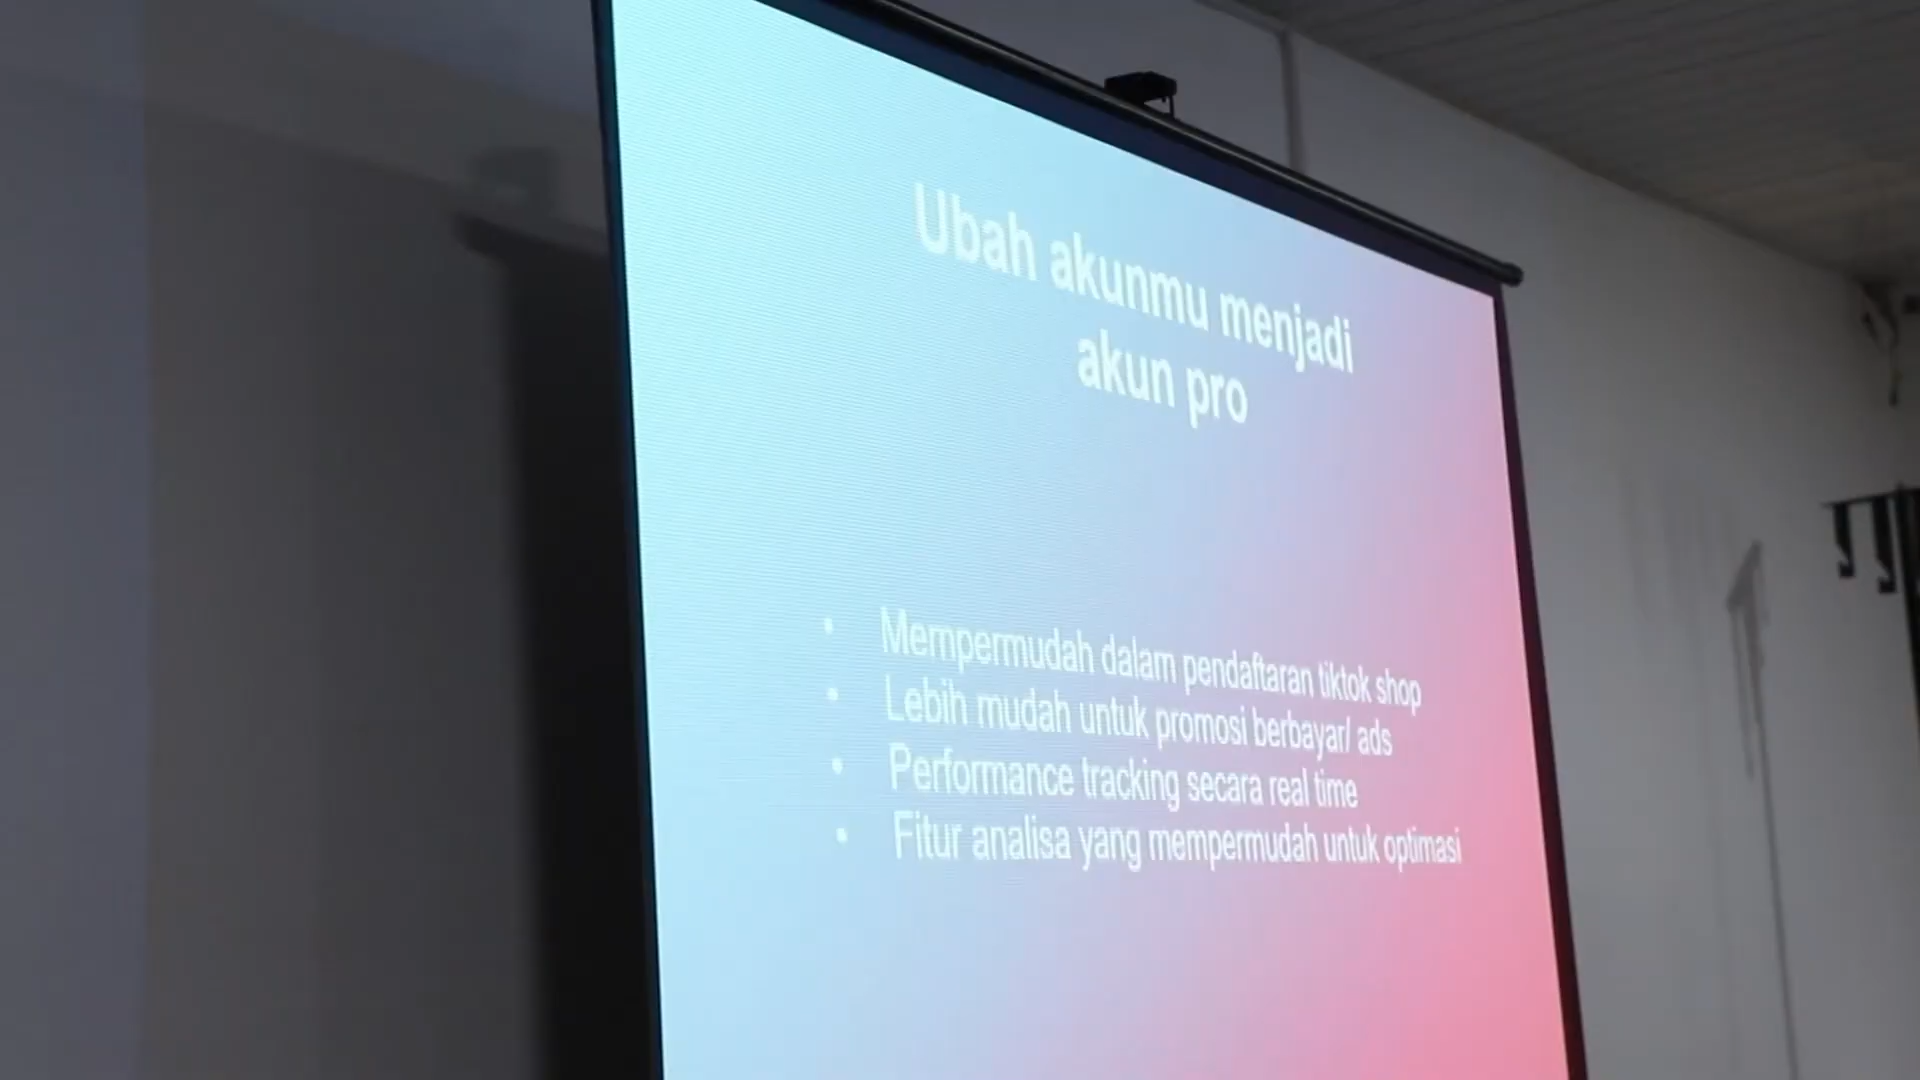 Ubah akunmu menjadi
akun pro
• Mempermudah dalam pendaftaran tiktok shop
• Lebih mudah untuk promosi berbayar/ ads
• Performance tracking secara real time
• Fitur analisa yang mempermudah untuk optimasi